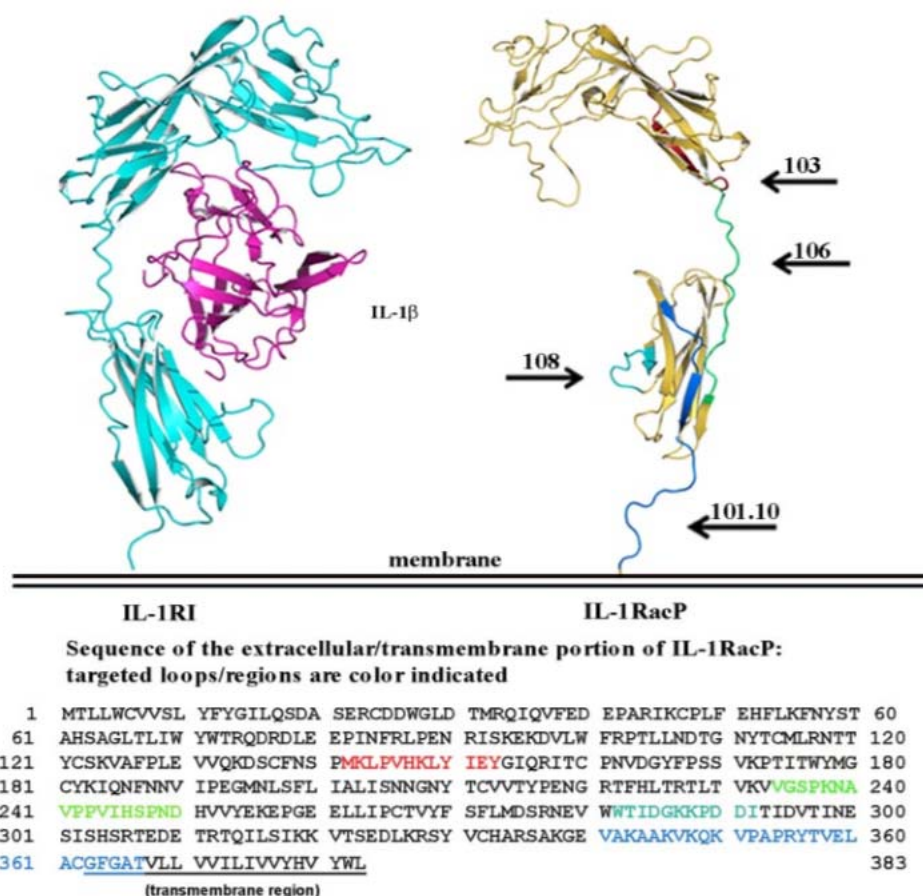 103
106
IL-1β
108
101.10
membrane
IL-1RI IL-1RacP
Sequence of the extracellular/transmembrane portion of IL-1RacP:
targeted loops/regions are color indicated
1 MTLLWCVVSL YFYGILQSDA SERCDDWGLD TMRQIQVFED EPARIKCPLF EHFLKFNYST 60
61 AHSAGLTLIW YWTRQDRDLE EPINFRLPEN RISKEKDVLW FRPTLLNDTG NYTCMLRNTT 120
121 YCSKVAFPLE VVQKDSCFNS PMKLPVHKLY IEYGIQRITC PNVDGYFPSS VKPTITWYMG 180
181 CYKIQNFNNV IPEGMNLSFL IALISNNGNY TCVVTYPENG RTFHLTRTLT VKVVGSPKNA 240
241 VPPVIHSPND HVVYEKEPGE ELLIPCTVYF SFLMDSRNEV WWTIDGKKPD DITIDVTINE 300
301 SISHSRTEDE TRTQILSIKK VTSEDLKRSY VCHARSAKGE VAKAAKVKQK VPAPRYTVEL 360
361 ACGFGATVLL VVILIVVYHV YWL 383
(transmembrane region)